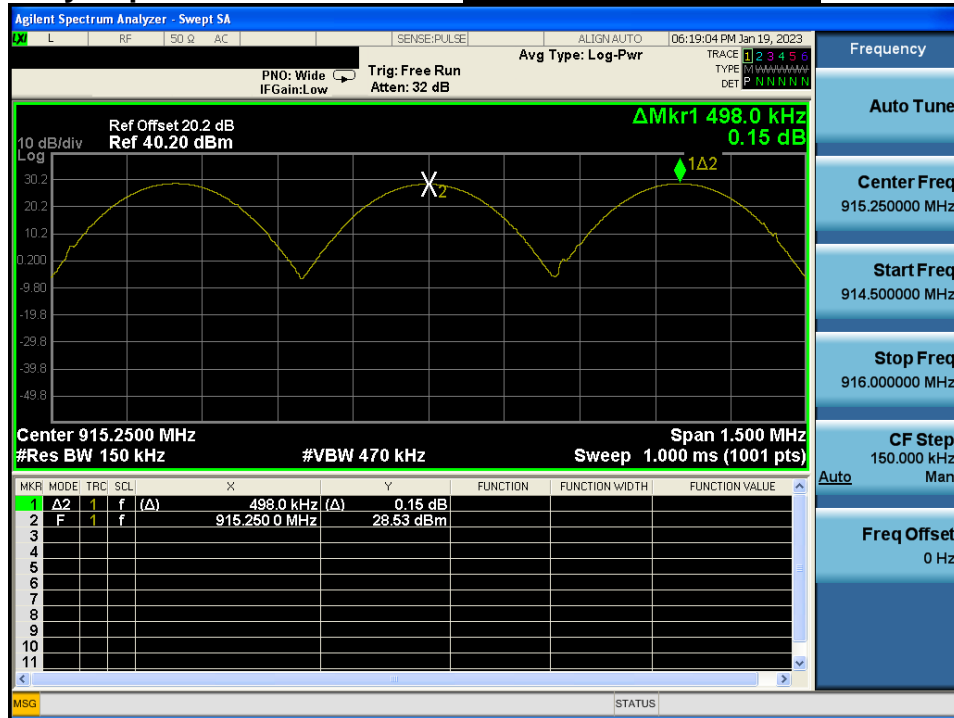 Agilent Spectrum Analyzer - Swept SA
LXI L RF 50 Ω AC SENSE:PULSE ALIGN AUTO 06:19:04 PM Jan 19, 2023
Avg Type: Log-Pwr
TRACE 1 2 3 4 5 6
TYPE M WWWWW
DET P N N N N N
PNO: Wide
IFGain:Low
Trig: Free Run
Atten: 32 dB
ΔMkr1 498.0 kHz
0.15 dB
Ref Offset 20.2 dB
Ref 40.20 dBm
10 dB/div
Log
30.2
20.2
10.2
0.200
-9.80
-19.8
-29.8
-39.8
-49.8
1Δ2
X2
Center 915.2500 MHz
Span 1.500 MHz
#Res BW 150 kHz
#VBW 470 kHz
Sweep 1.000 ms (1001 pts)
MKR MODE TRC SCL X Y FUNCTION FUNCTION WIDTH FUNCTION VALUE
1 Δ2 1 f (Δ) 498.0 kHz (Δ) 0.15 dB
2 F 1 f 915.250 0 MHz 28.53 dBm
3
4
5
6
7
8
9
10
11
MSG
STATUS
Frequency
Auto Tune
Center Freq
915.250000 MHz
Start Freq
914.500000 MHz
Stop Freq
916.000000 MHz
CF Step
150.000 kHz
Auto Man
Freq Offset
0 Hz